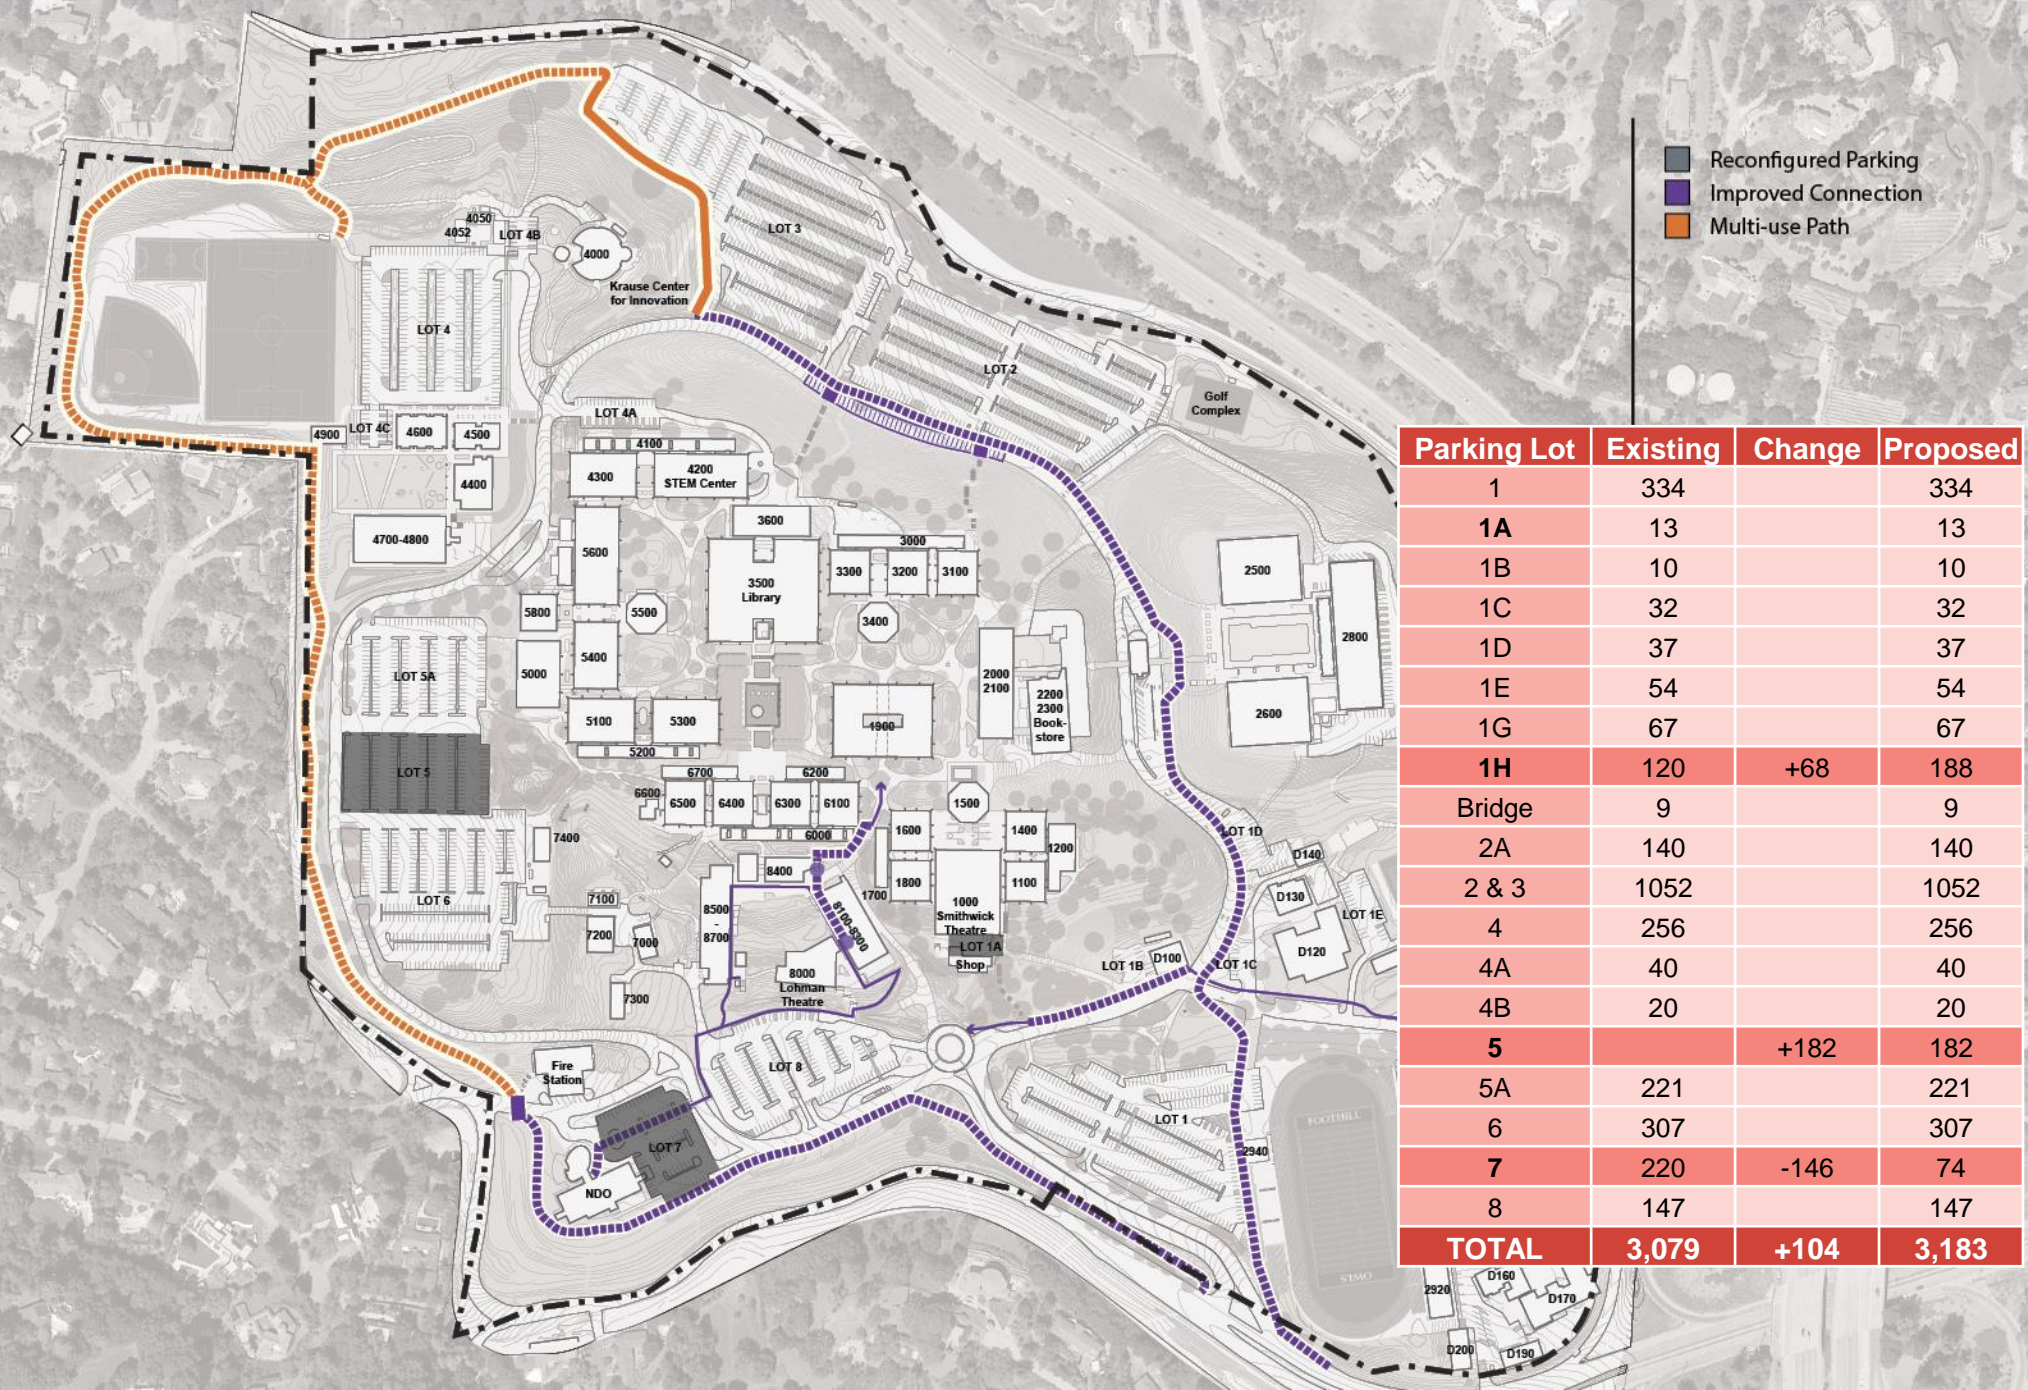 Reconfigured Parking
Improved Connection
Multi-use Path
4050
4052
LOT 4B
4000
Krause Center
for Innovation
LOT 3
LOT 4
LOT 2
Golf
Complex
LOT 4A
4900
LOT 4C
4600
4500
4100
4300
4200
STEM Center
4400
3600
4700-4800
5600
3000
3500
Library
3300
3200
3100
2500
5800
5500
3400
2800
5400
5000
LOT 5A
2000
2100
2200
2300
Book-
store
2600
5100
5300
1900
5200
LOT 5
6700
6200
6600
6500
6400
6300
6100
1500
6000
1600
1400
LOT 1D
7400
1200
D140
8400
1700
1800
1100
D130
LOT 6
7100
8500
-
8700
8100-8300
1000
Smithwick
Theatre
LOT 1E
7200
7000
LOT 1A
Shop
D120
LOT 1B
D100
LOT 1C
8000
Lohman
Theatre
7300
Fire
Station
LOT 8
LOT 1
FOOTHILL
LOT 7
2940
NDO
2920
D160
D170
D200
D190
Parking Lot Existing Change Proposed
1 334 334
1A 13 13
1B 10 10
1C 32 32
1D 37 37
1E 54 54
1G 67 67
1H 120 +68 188
Bridge 9 9
2A 140 140
2 & 3 1052 1052
4 256 256
4A 40 40
4B 20 20
5 +182 182
5A 221 221
6 307 307
7 220 -146 74
8 147 147
TOTAL 3,079 +104 3,183